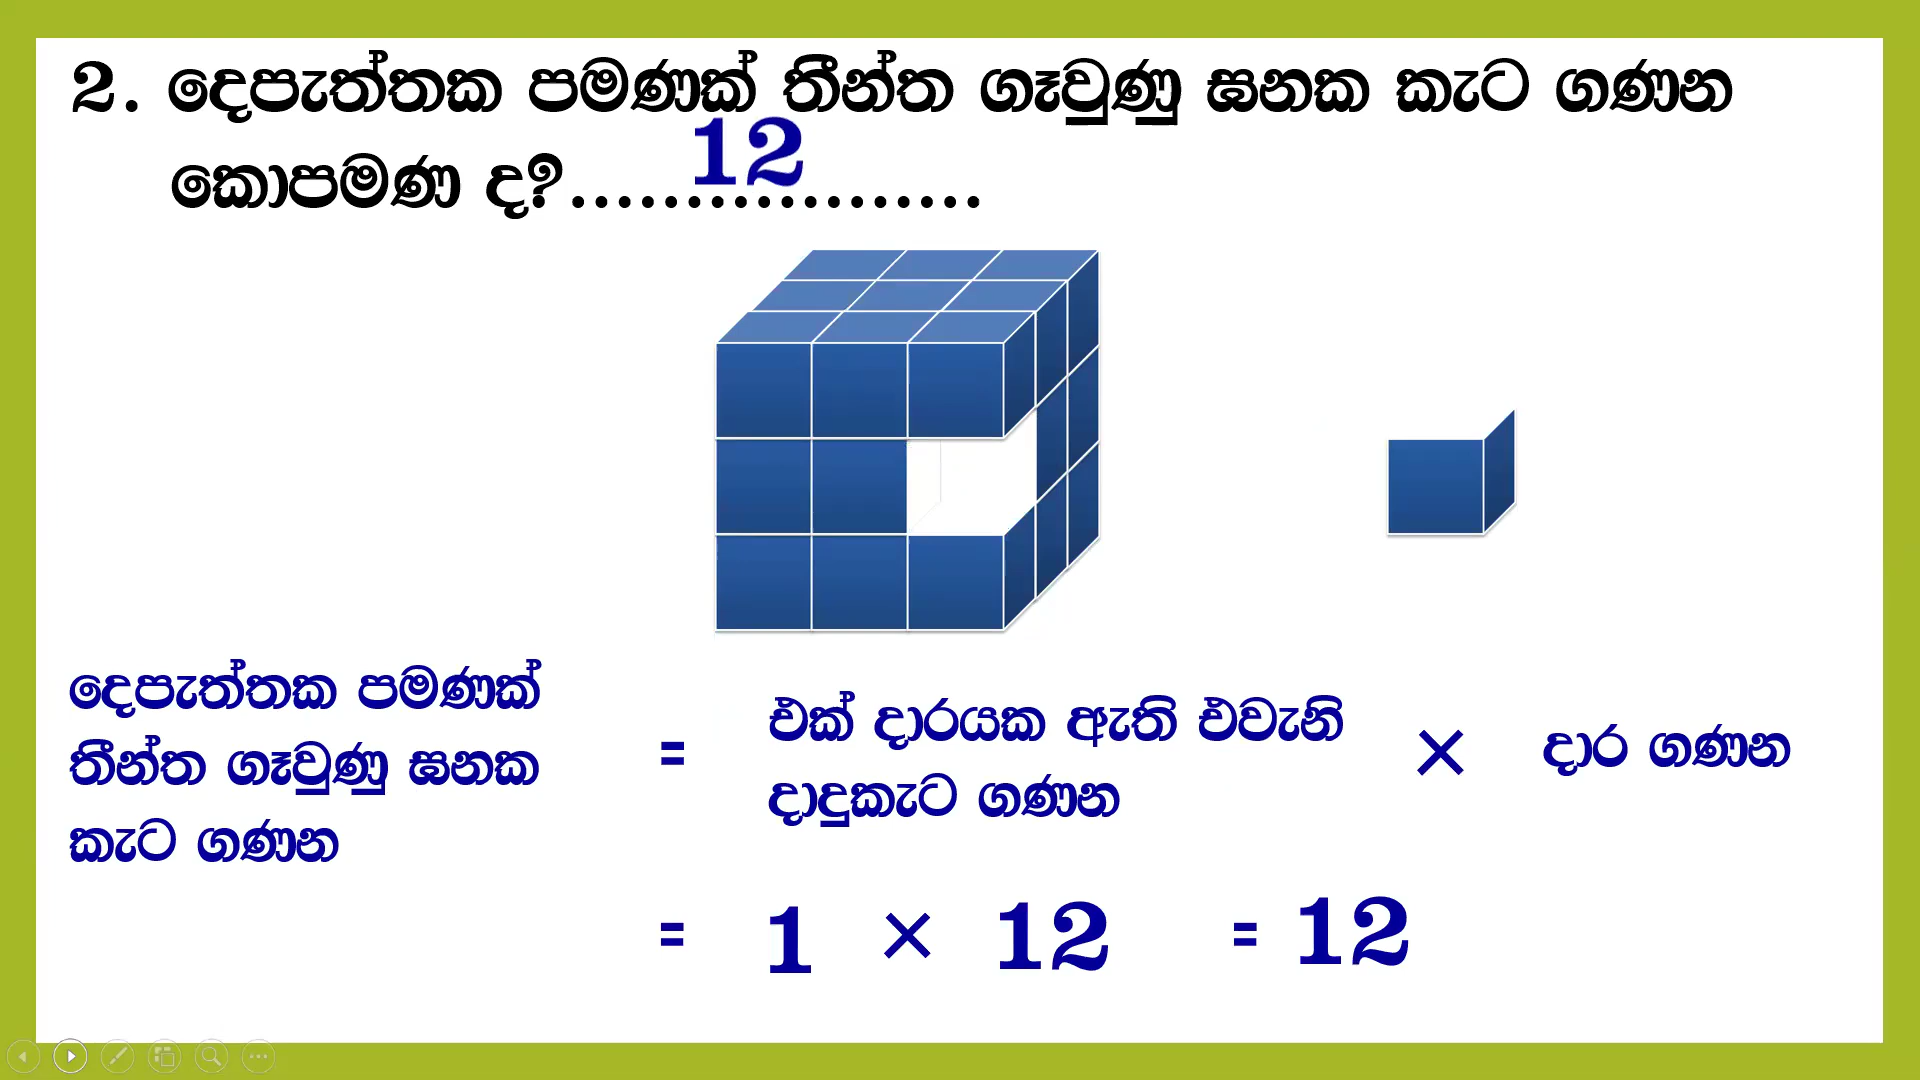 2. දෙපැත්තක පමණක් තීන්ත ගෑවුණු ඝනක කැට ගණන
කොපමණ ද?..................
12
දෙපැත්තක පමණක්
තීන්ත ගෑවුණු ඝනක
කැට ගණන
=
එක් දාරයක ඇති එවැනි
දාදුකැට ගණන
×
දාර ගණන
= 1 × 12 = 12